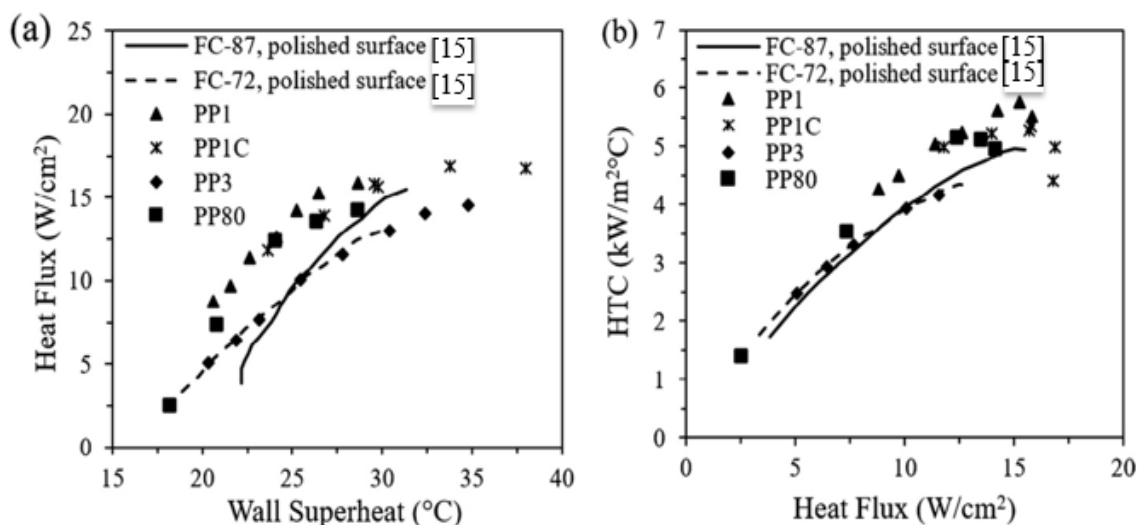 (a)
25
20
15
10
5
0
Heat Flux (W/cm²)
FC-87, polished surface [15]
FC-72, polished surface [15]
PP1
PP1C
PP3
PP80
15 20 25 30 35 40
Wall Superheat (°C)
(b)
7
6
5
4
3
2
1
0
HTC (kW/m²°C)
FC-87, polished surface [15]
FC-72, polished surface [15]
PP1
PP1C
PP3
PP80
0 5 10 15 20
Heat Flux (W/cm²)